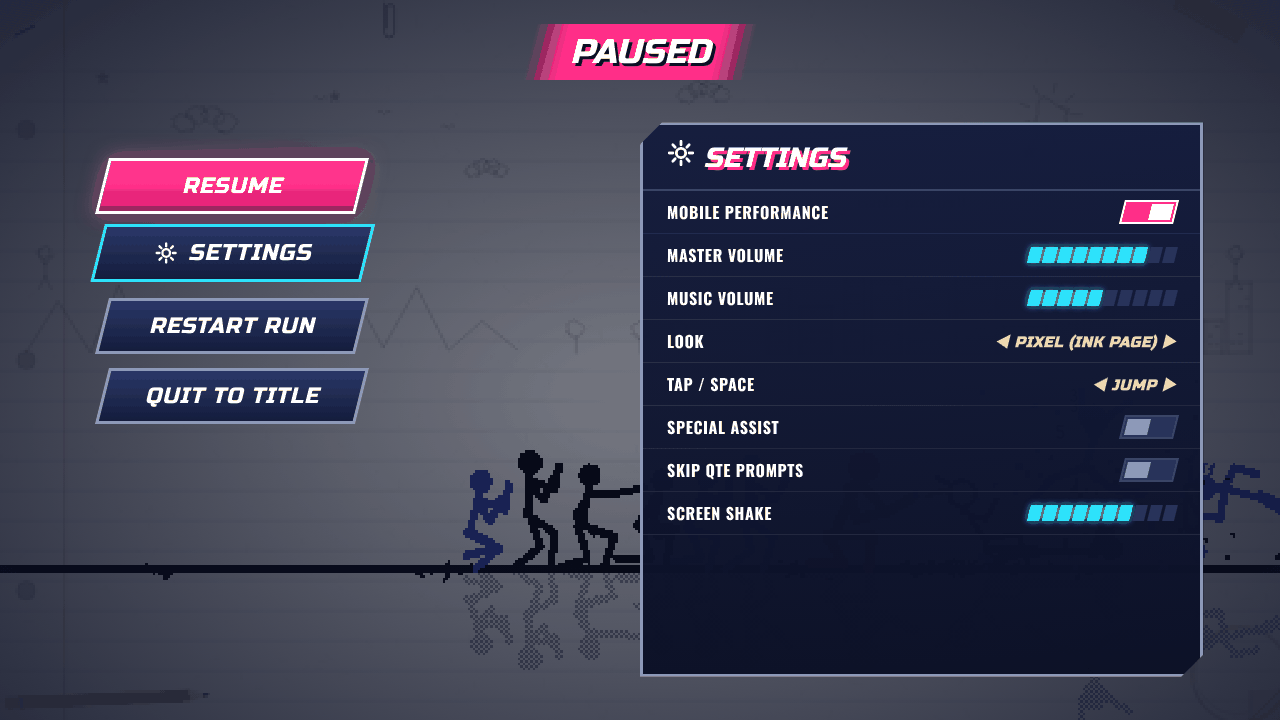 PAUSED
RESUME
SETTINGS
RESTART RUN
QUIT TO TITLE
SETTINGS
MOBILE PERFORMANCE
MASTER VOLUME
MUSIC VOLUME
LOOK
PIXEL (INK PAGE)
TAP / SPACE
JUMP
SPECIAL ASSIST
SKIP QTE PROMPTS
SCREEN SHAKE